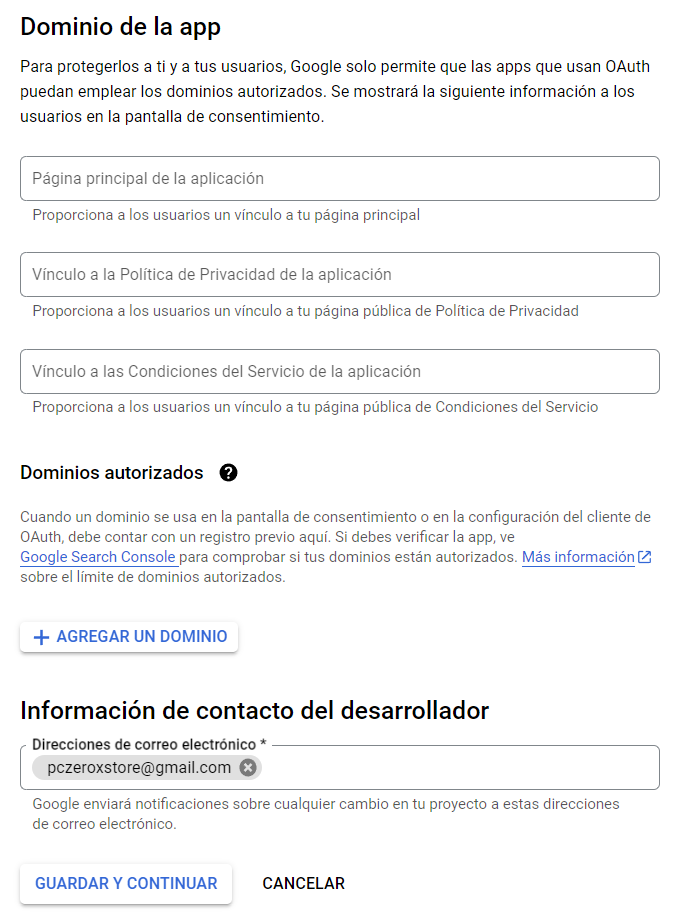 Dominio de la app
Para protegerlos a ti y a tus usuarios, Google solo permite que las apps que usan OAuth
puedan emplear los dominios autorizados. Se mostrará la siguiente información a los
usuarios en la pantalla de consentimiento.
Página principal de la aplicación
Proporciona a los usuarios un vínculo a tu página principal
Vínculo a la Política de Privacidad de la aplicación
Proporciona a los usuarios un vínculo a tu página pública de Política de Privacidad
Vínculo a las Condiciones del Servicio de la aplicación
Proporciona a los usuarios un vínculo a tu página pública de Condiciones del Servicio
Dominios autorizados ?
Cuando un dominio se usa en la pantalla de consentimiento o en la configuración del cliente de
OAuth, debe contar con un registro previo aquí. Si debes verificar la app, ve
Google Search Console para comprobar si tus dominios están autorizados. Más información
sobre el límite de dominios autorizados.
+ AGREGAR UN DOMINIO
Información de contacto del desarrollador
Direcciones de correo electrónico *
pczeroxstore@gmail.com
Google enviará notificaciones sobre cualquier cambio en tu proyecto a estas direcciones
de correo electrónico.
GUARDAR Y CONTINUAR CANCELAR